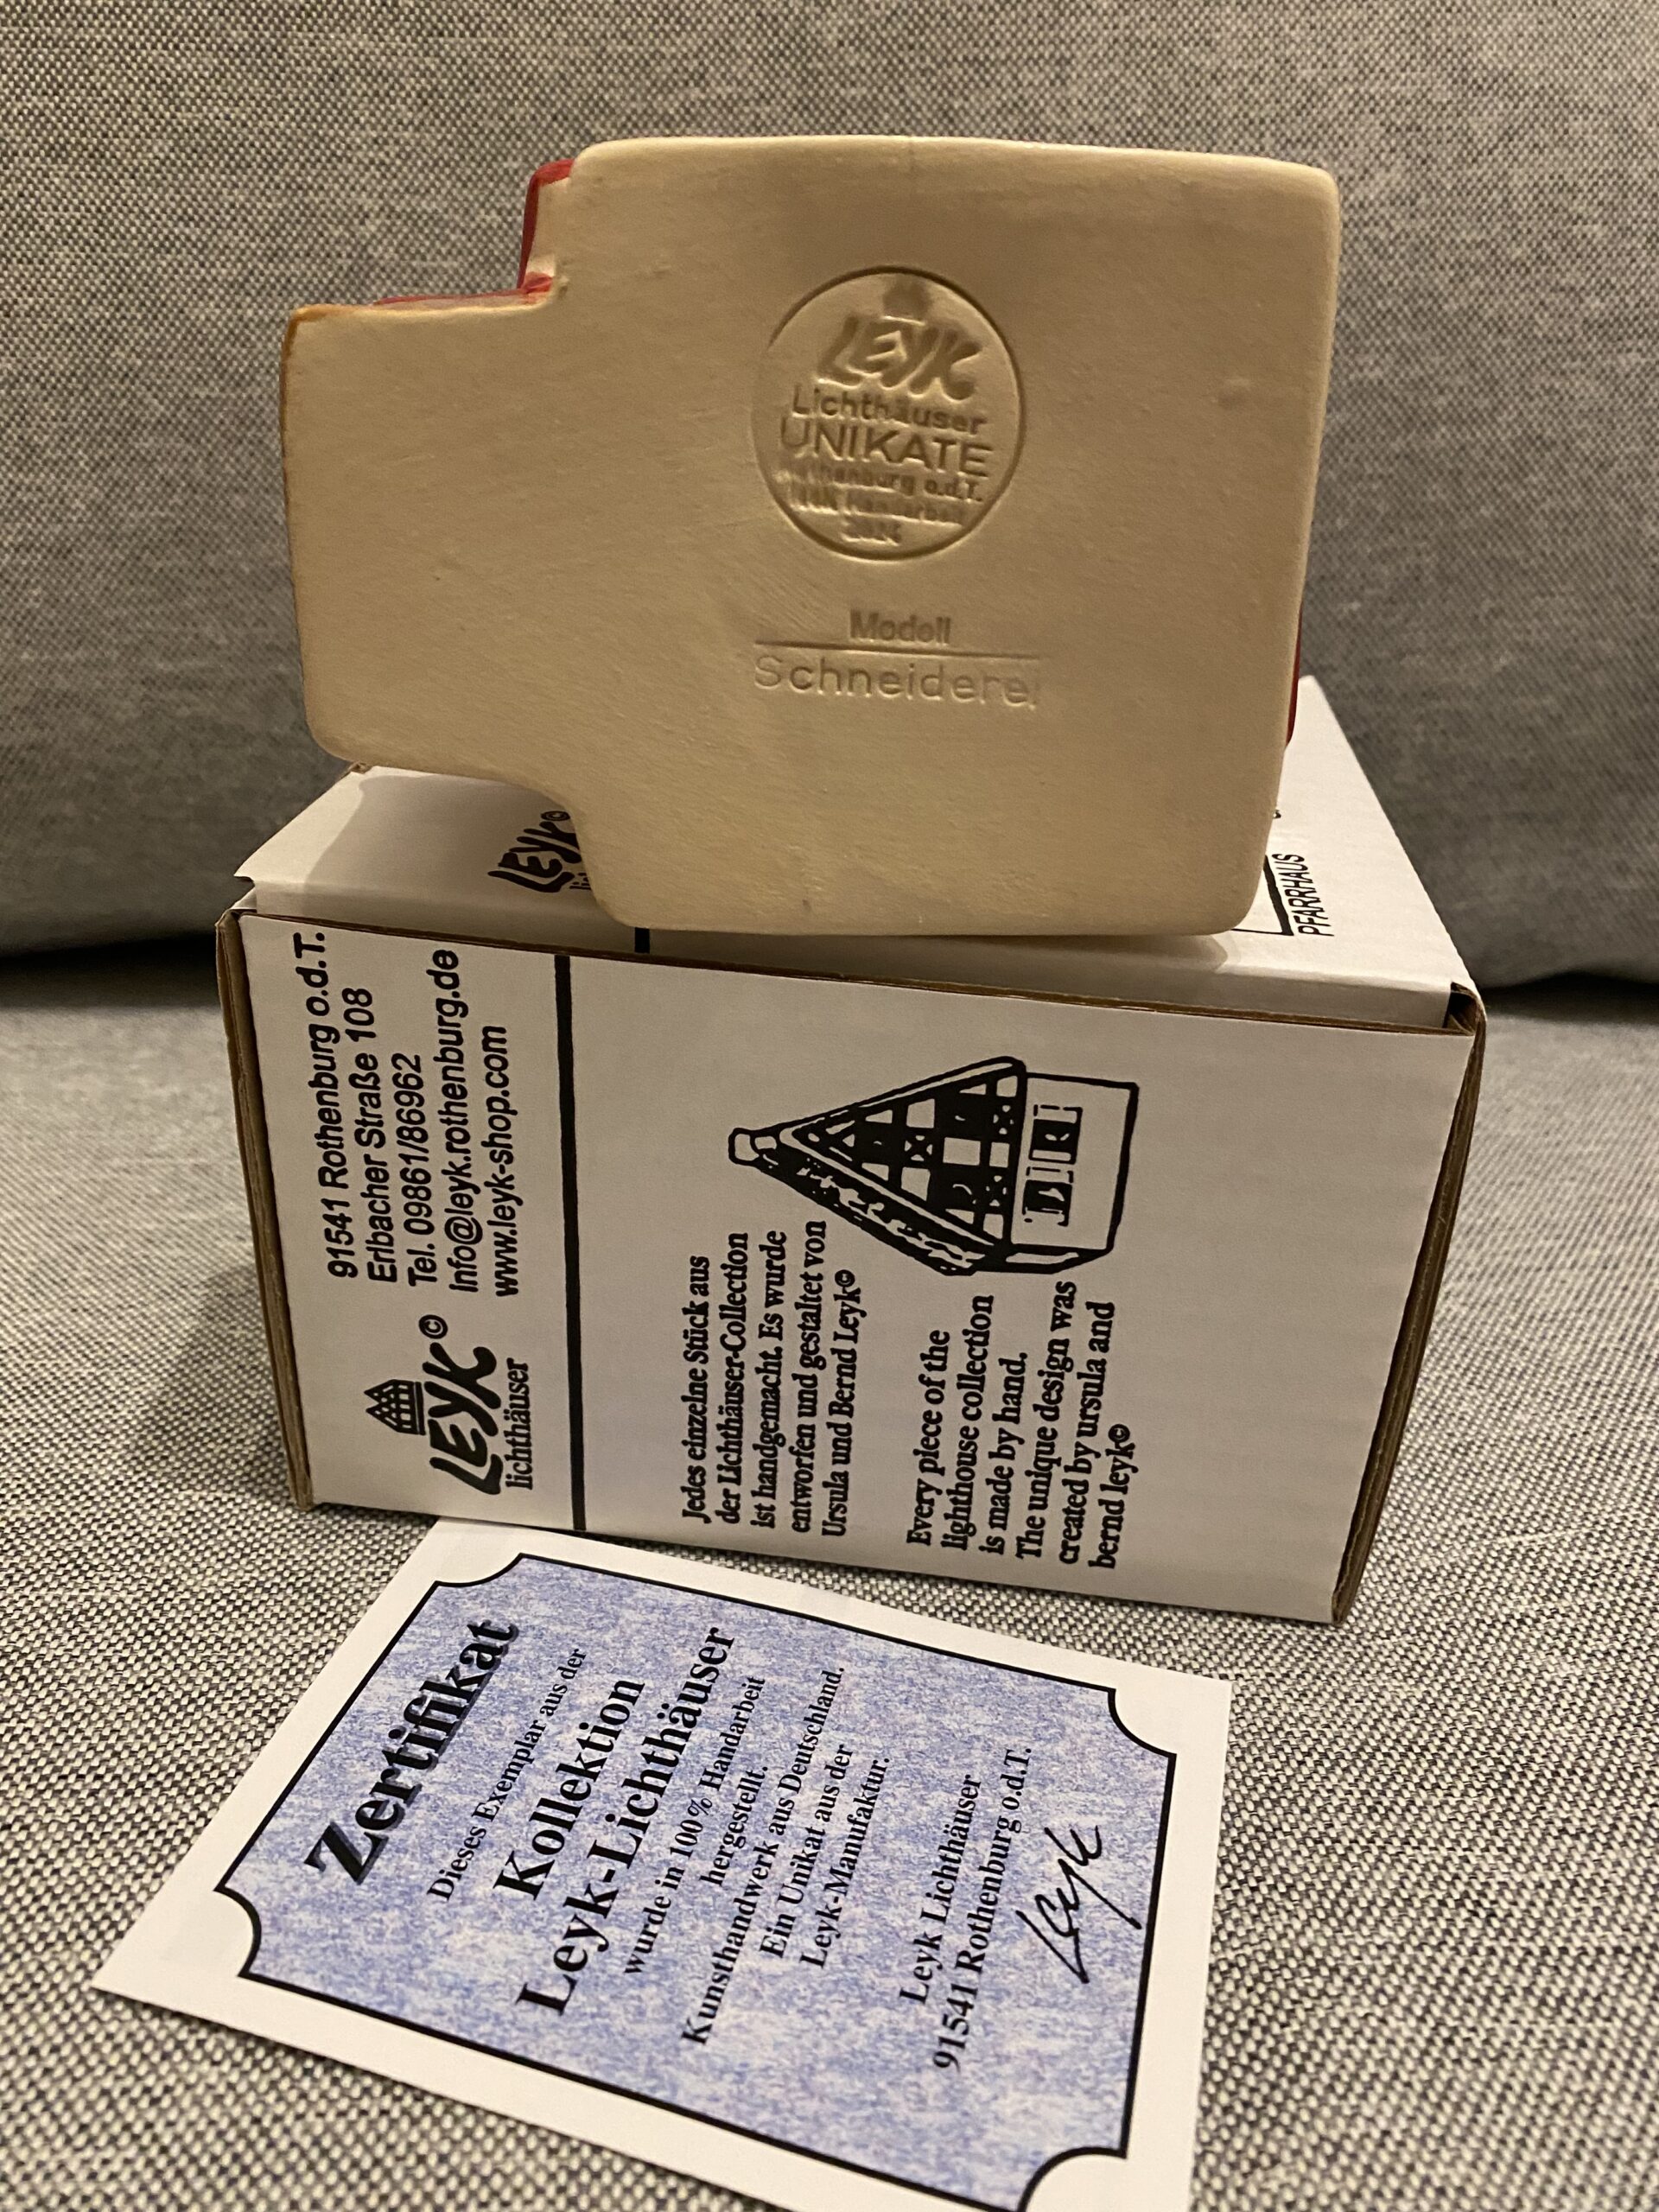 LEYK
Lichthäuser
UNIKATE
Rothenburg o.d.T.
100% Handarbeit
Modell
Schneiderei
LEYK©
PFARRHAUS
91541 Rothenburg o.d.T.
Erlbacher Straße 108
Tel. 09861/86962
Info@leyk.rothenburg.de
www.leyk-shop.com
LEYK©
lichthäuser
Jedes einzelne Stück aus
der Lichthäuser-Collection
ist handgemacht. Es wurde
entworfen und gestaltet von
Ursula und Bernd Leyk©
Every piece of the
lighthouse collection
is made by hand.
The unique design was
created by ursula and
bernd leyk©
Zertifikat
Dieses Exemplar aus der
Kollektion
Leyk-Lichthäuser
wurde in 100% Handarbeit
hergestellt.
Kunsthandwerk aus Deutschland.
Ein Unikat aus der
Leyk-Manufaktur.
Leyk Lichthäuser
91541 Rothenburg o.d.T.
Leyk